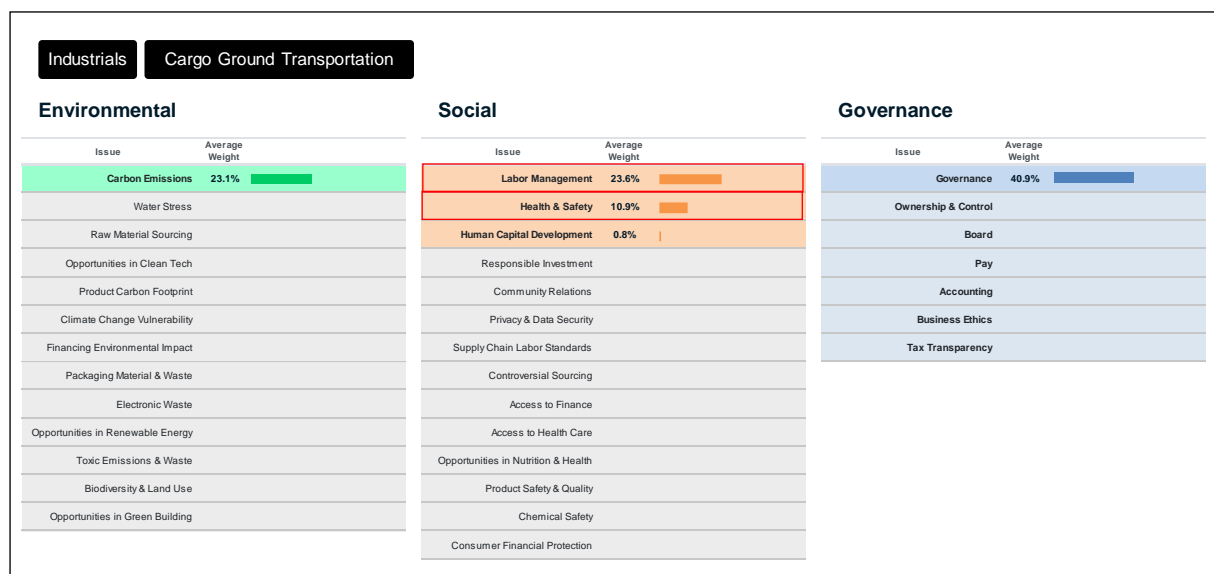 Industrials
Cargo Ground Transportation
Environmental
Issue Average Weight
Carbon Emissions 23.1%
Water Stress
Raw Material Sourcing
Opportunities in Clean Tech
Product Carbon Footprint
Climate Change Vulnerability
Financing Environmental Impact
Packaging Material & Waste
Electronic Waste
Opportunities in Renewable Energy
Toxic Emissions & Waste
Biodiversity & Land Use
Opportunities in Green Building
Social
Issue Average Weight
Labor Management 23.6%
Health & Safety 10.9%
Human Capital Development 0.8%
Responsible Investment
Community Relations
Privacy & Data Security
Supply Chain Labor Standards
Controversial Sourcing
Access to Finance
Access to Health Care
Opportunities in Nutrition & Health
Product Safety & Quality
Chemical Safety
Consumer Financial Protection
Governance
Issue Average Weight
Governance 40.9%
Ownership & Control
Board
Pay
Accounting
Business Ethics
Tax Transparency